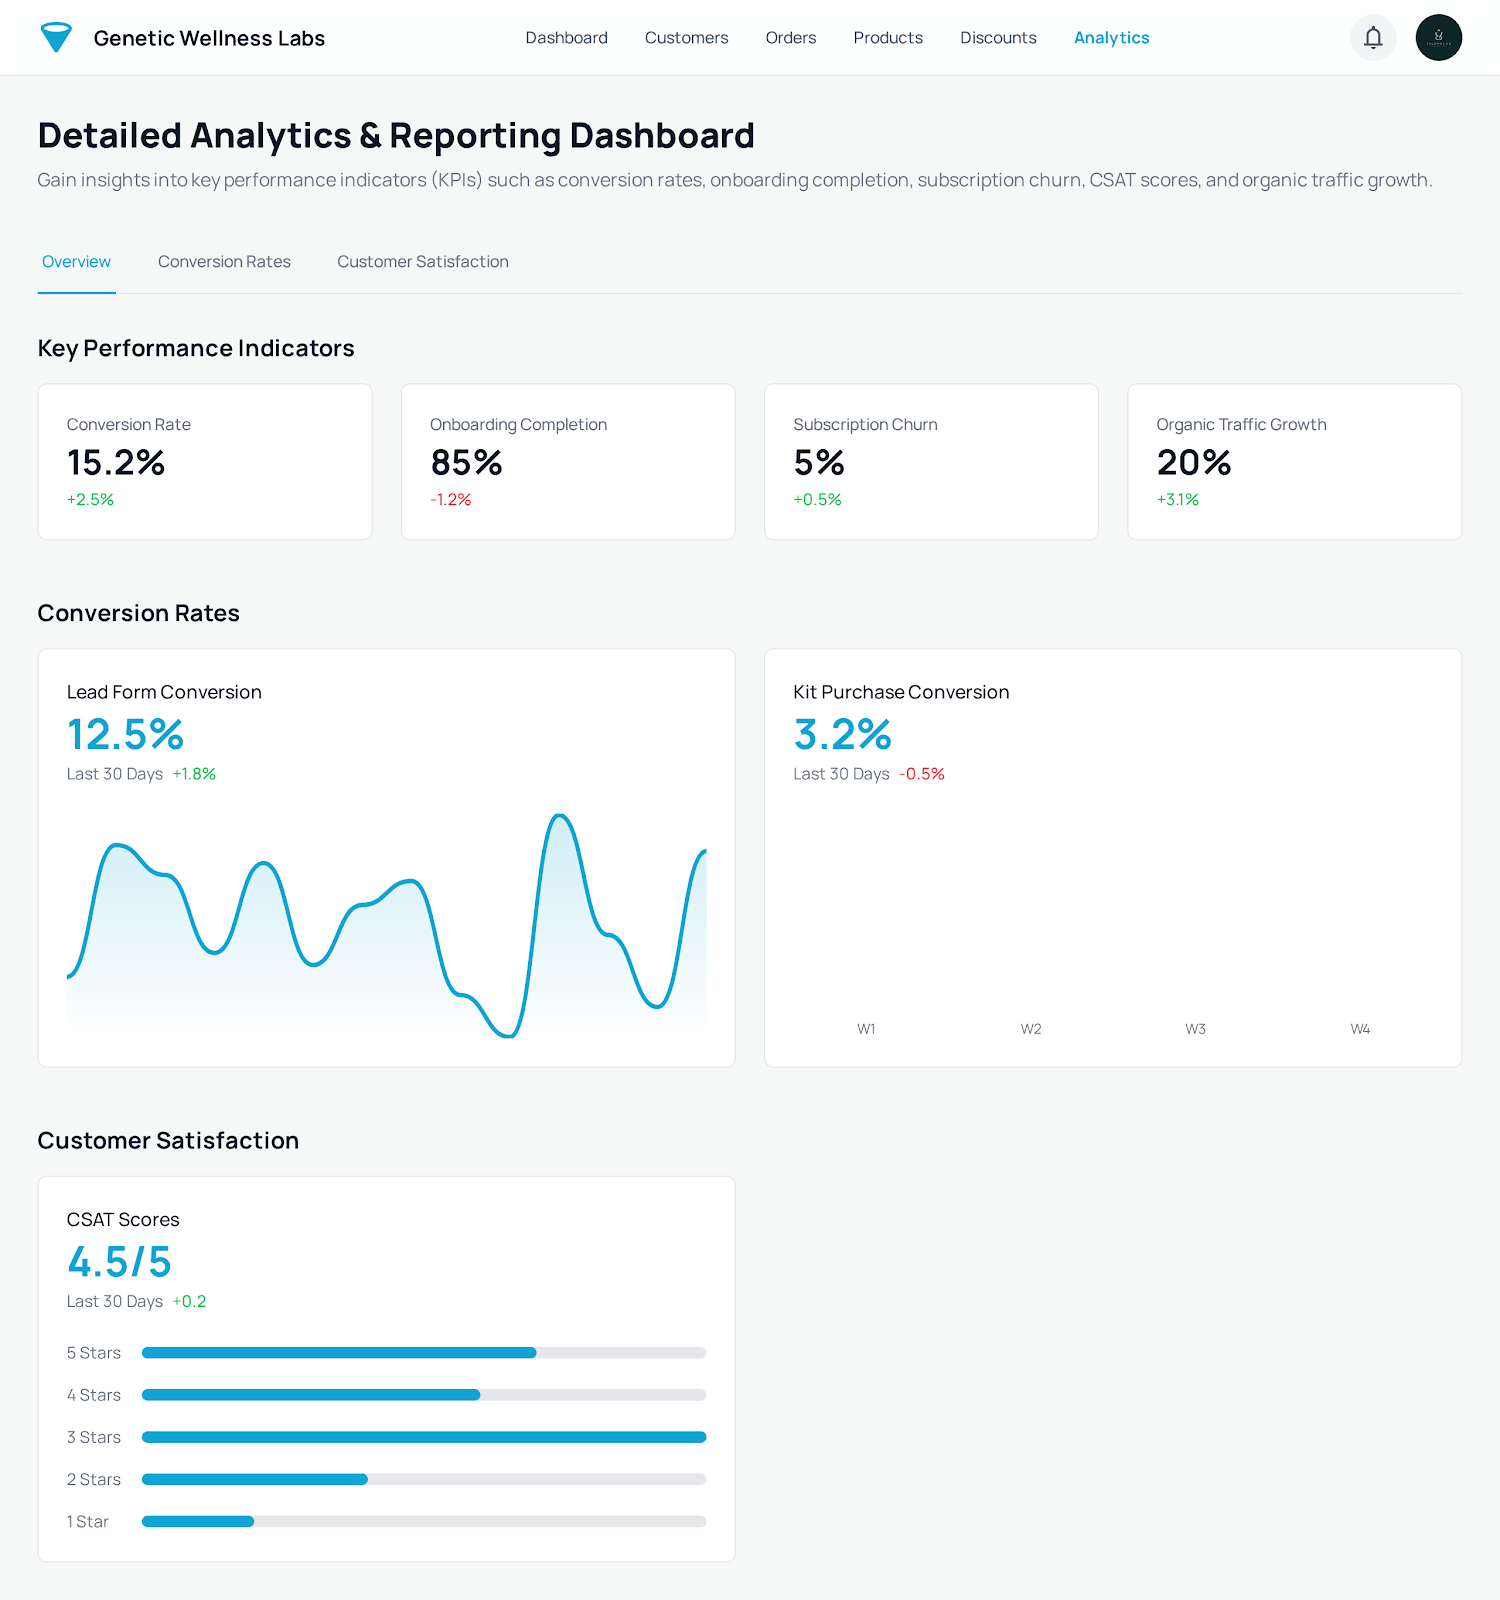 Genetic Wellness Labs
Dashboard
Customers
Orders
Products
Discounts
Analytics
Detailed Analytics & Reporting Dashboard
Gain insights into key performance indicators (KPIs) such as conversion rates, onboarding completion, subscription churn, CSAT scores, and organic traffic growth.
Overview
Conversion Rates
Customer Satisfaction
Key Performance Indicators
Conversion Rate
15.2%
+2.5%
Onboarding Completion
85%
-1.2%
Subscription Churn
5%
+0.5%
Organic Traffic Growth
20%
+3.1%
Conversion Rates
Lead Form Conversion
12.5%
Last 30 Days +1.8%
Kit Purchase Conversion
3.2%
Last 30 Days -0.5%
W1 W2 W3 W4
Customer Satisfaction
CSAT Scores
4.5/5
Last 30 Days +0.2
5 Stars
4 Stars
3 Stars
2 Stars
1 Star